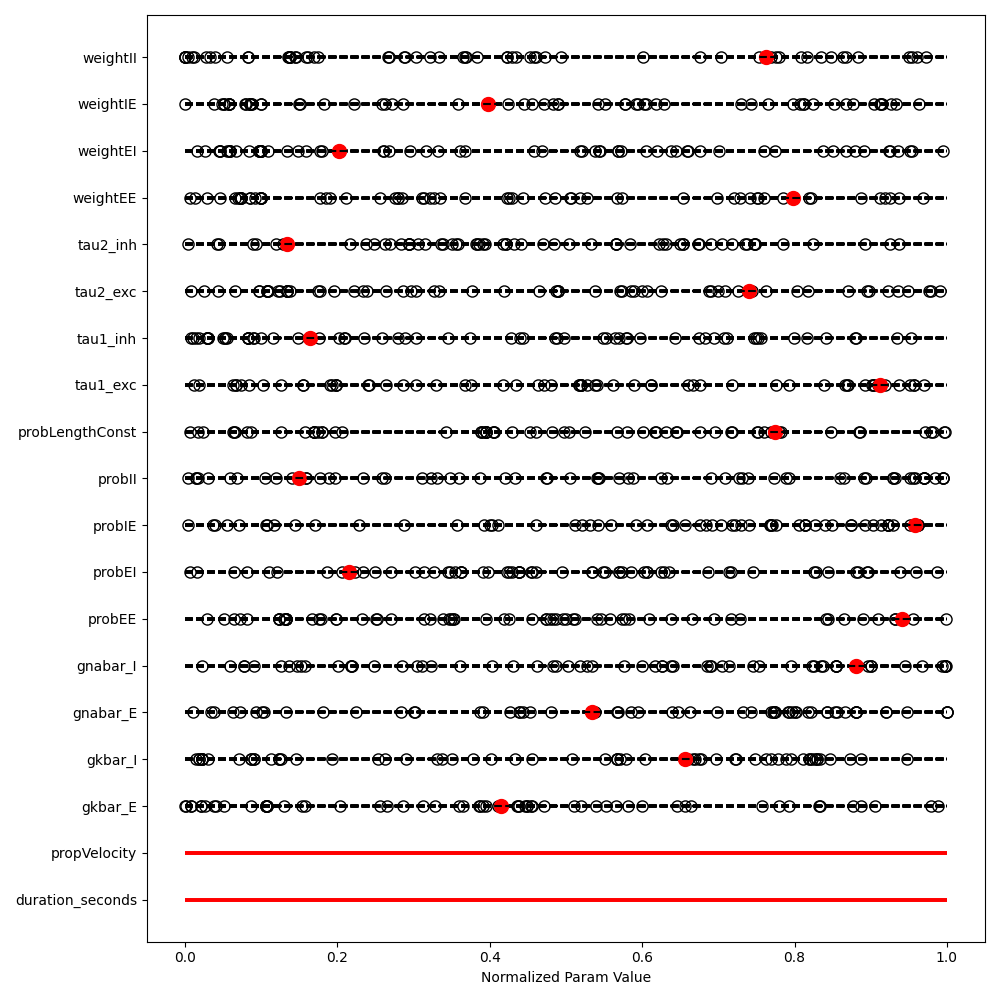 weightII
weightIE
weightEI
weightEE
tau2_inh
tau2_exc
tau1_inh
tau1_exc
probLengthConst
probII
probIE
probEI
probEE
gnabar_I
gnabar_E
gkbar_I
gkbar_E
propVelocity
duration_seconds
0.0 0.2 0.4 0.6 0.8 1.0
Normalized Param Value